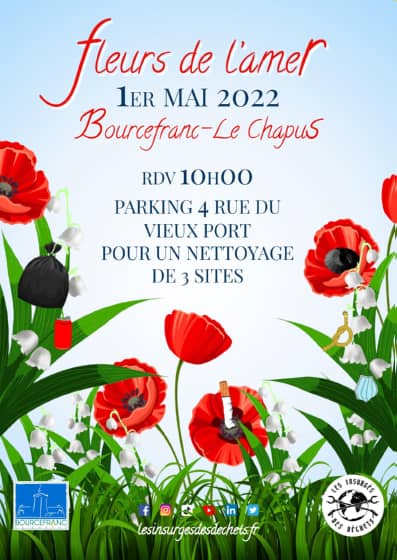 fleurs de l'amer
1ER MAI 2022
Bourcefranc-Le Chapus
RDV 10H00
PARKING 4 RUE DU
VIEUX PORT
POUR UN NETTOYAGE
DE 3 SITES
BOURCEFRANC
LES INSURGÉS
DES DÉCHETS
lesinsurgesdesdechets.fr